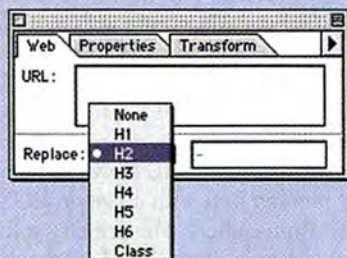 Web Properties Transform
URL:
None
H1
Replace: H2 -
H3
H4
H5
H6
Class